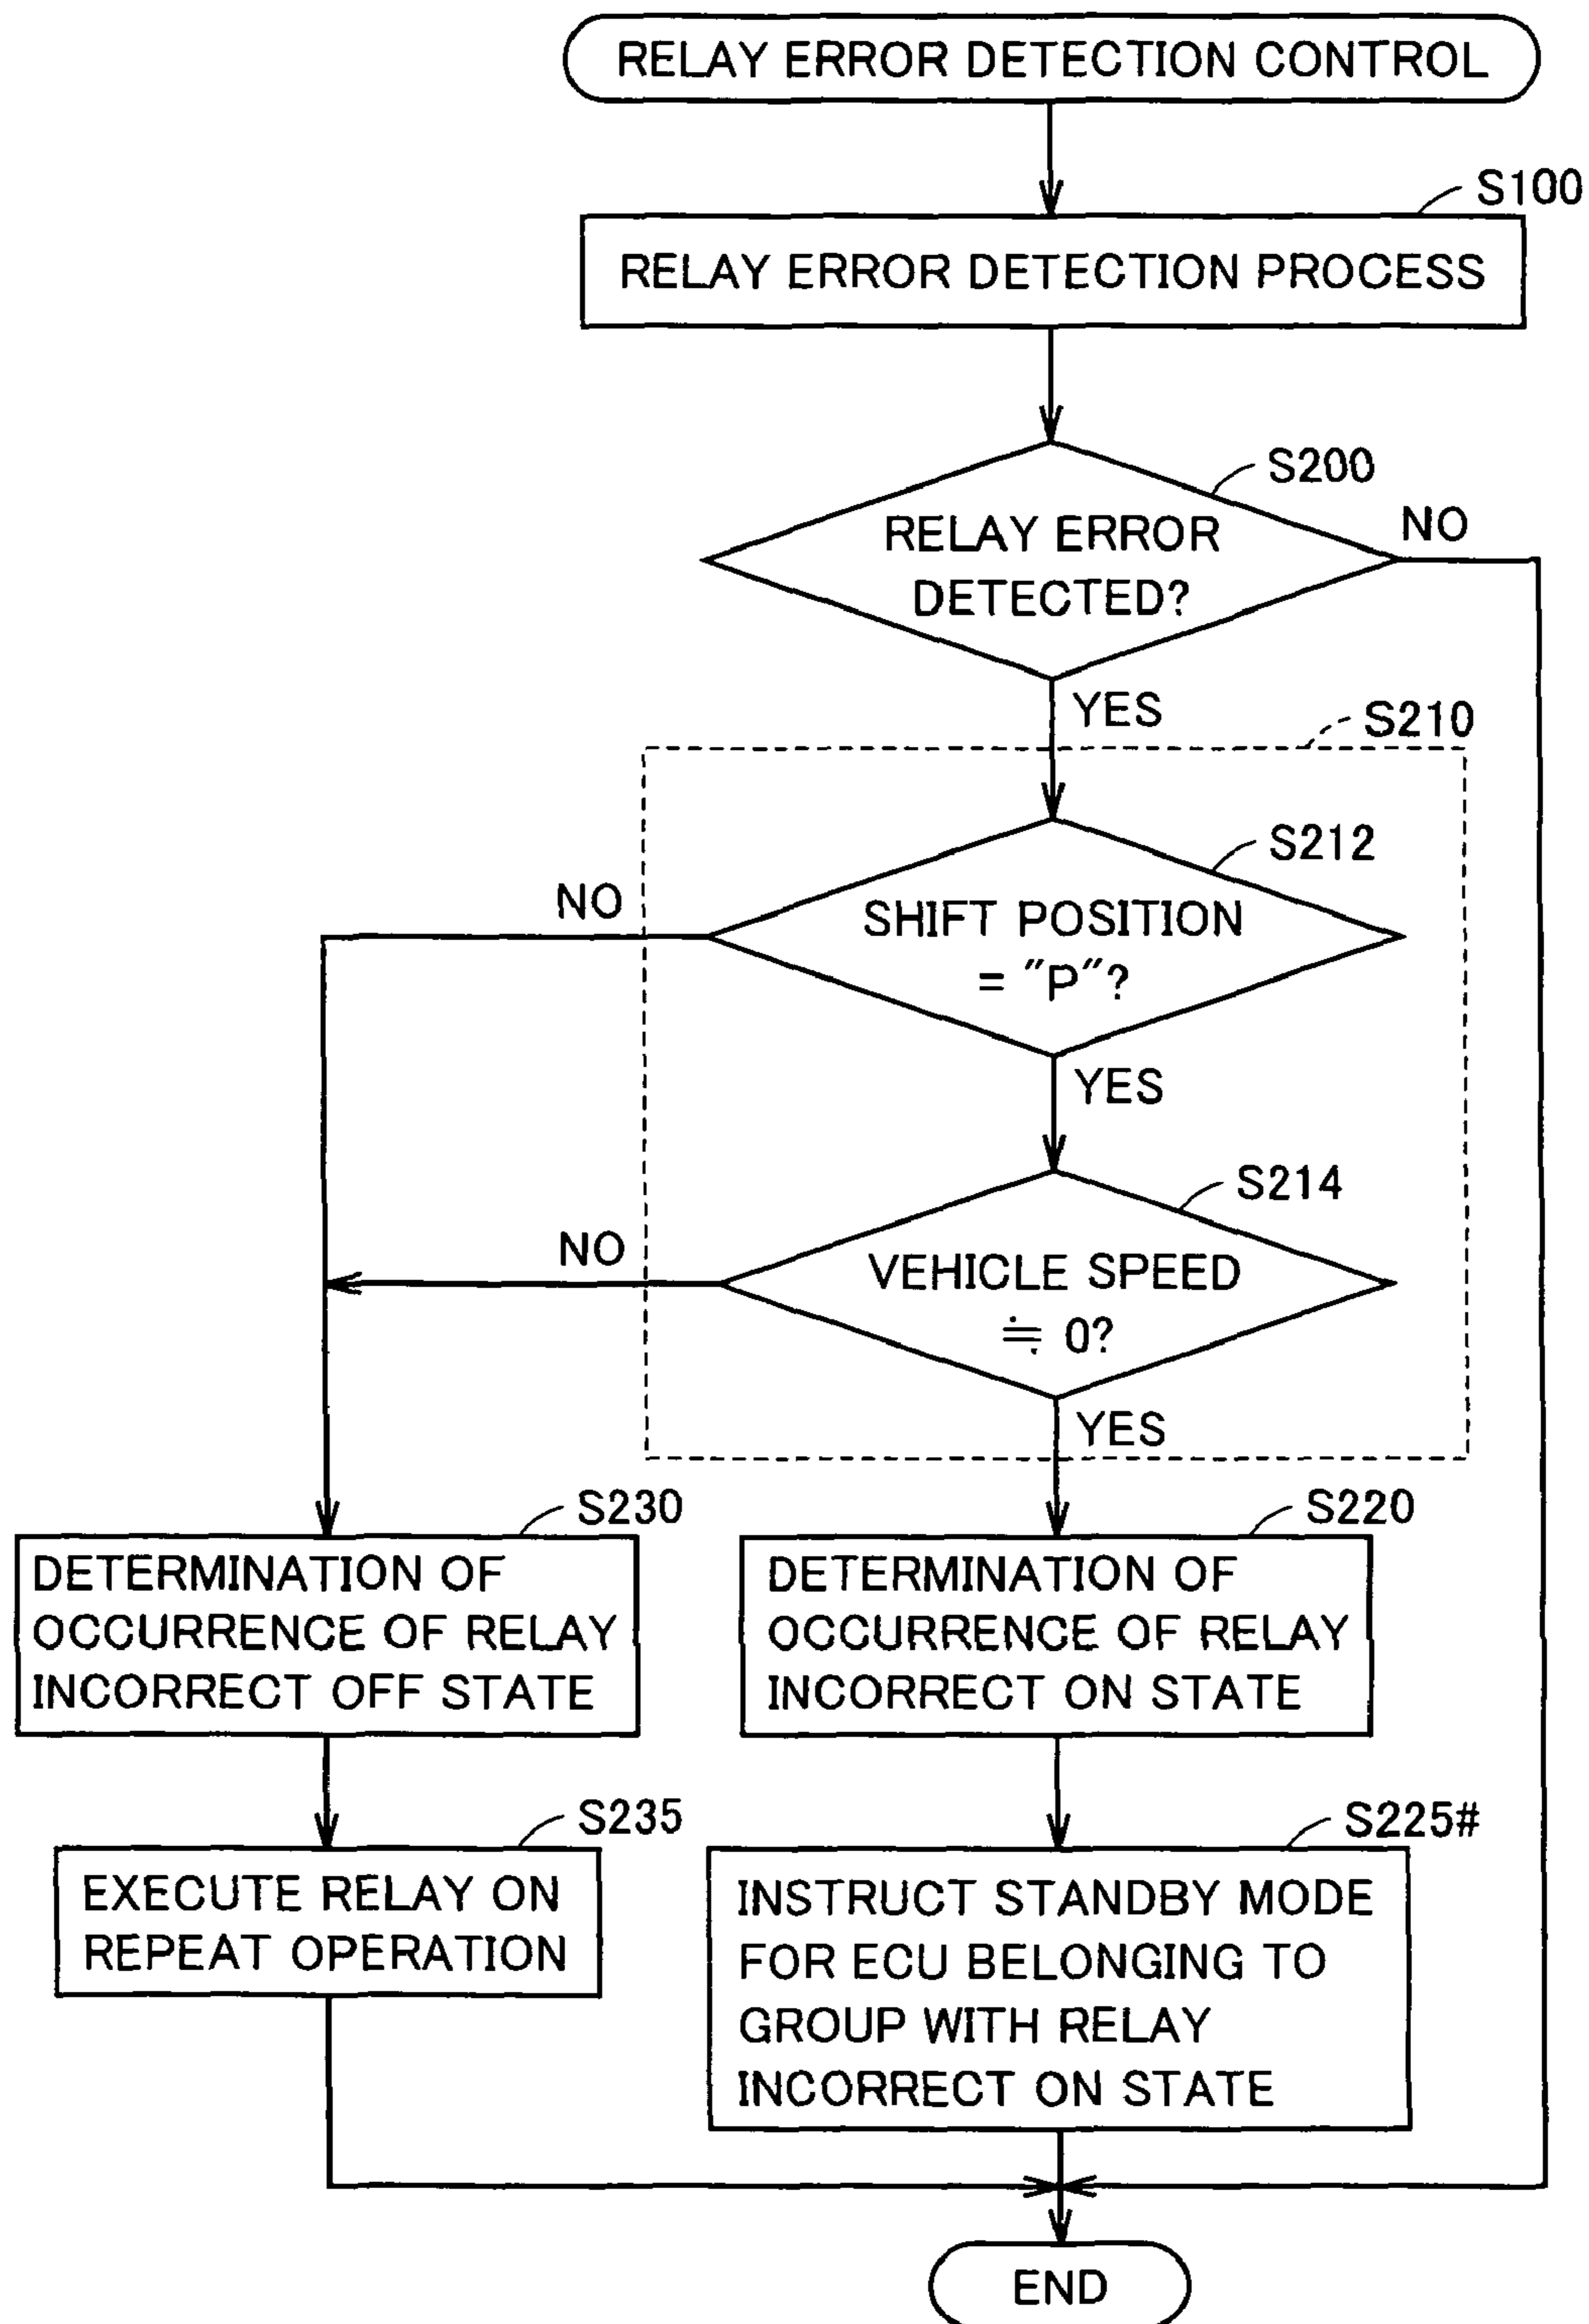 RELAY ERROR DETECTION CONTROL
S100
RELAY ERROR DETECTION PROCESS
S200
RELAY ERROR
DETECTED?
NO
YES
S210
S212
SHIFT POSITION
= "P"?
NO
YES
S214
VEHICLE SPEED
≒ 0?
NO
YES
S230
DETERMINATION OF
OCCURRENCE OF RELAY
INCORRECT OFF STATE
S220
DETERMINATION OF
OCCURRENCE OF RELAY
INCORRECT ON STATE
S235
EXECUTE RELAY ON
REPEAT OPERATION
S225#
INSTRUCT STANDBY MODE
FOR ECU BELONGING TO
GROUP WITH RELAY
INCORRECT ON STATE
END